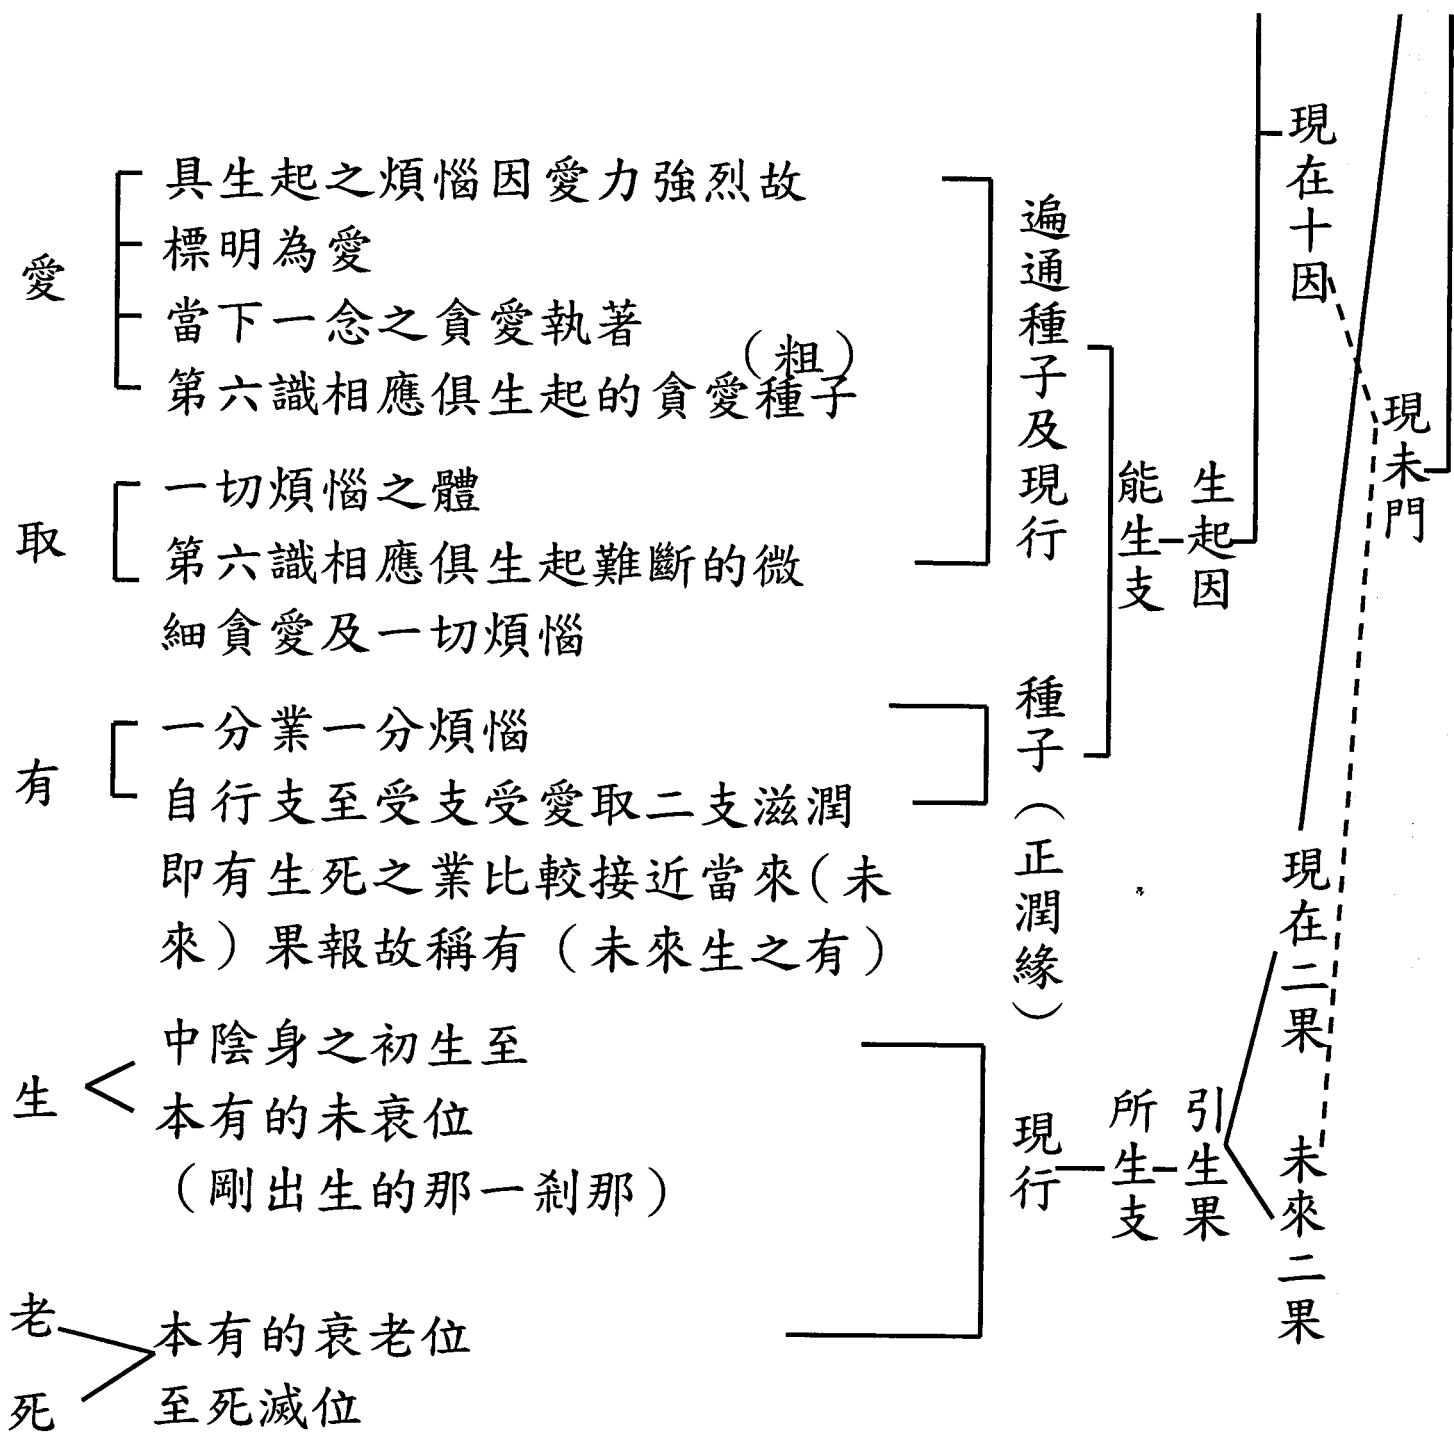 愛
具生起之煩惱因愛力強烈故
標明為愛
當下一念之貪愛執著
（粗）
第六識相應俱生起的貪愛種子
取
一切煩惱之體
第六識相應俱生起難斷的微
細貪愛及一切煩惱
有
一分業一分煩惱
自行支至受支受愛取二支滋潤
即有生死之業比較接近當來（未
來）果報故稱有（未來生之有）
生
中陰身之初生至
本有的未衰位
（剛出生的那一剎那）
老
死
本有的衰老位
至死滅位
遍通種子及現行
種子（正潤緣）
現行
能生支
所生支
生起因
引生果
現在十因
現在二果
未來二果
現未門